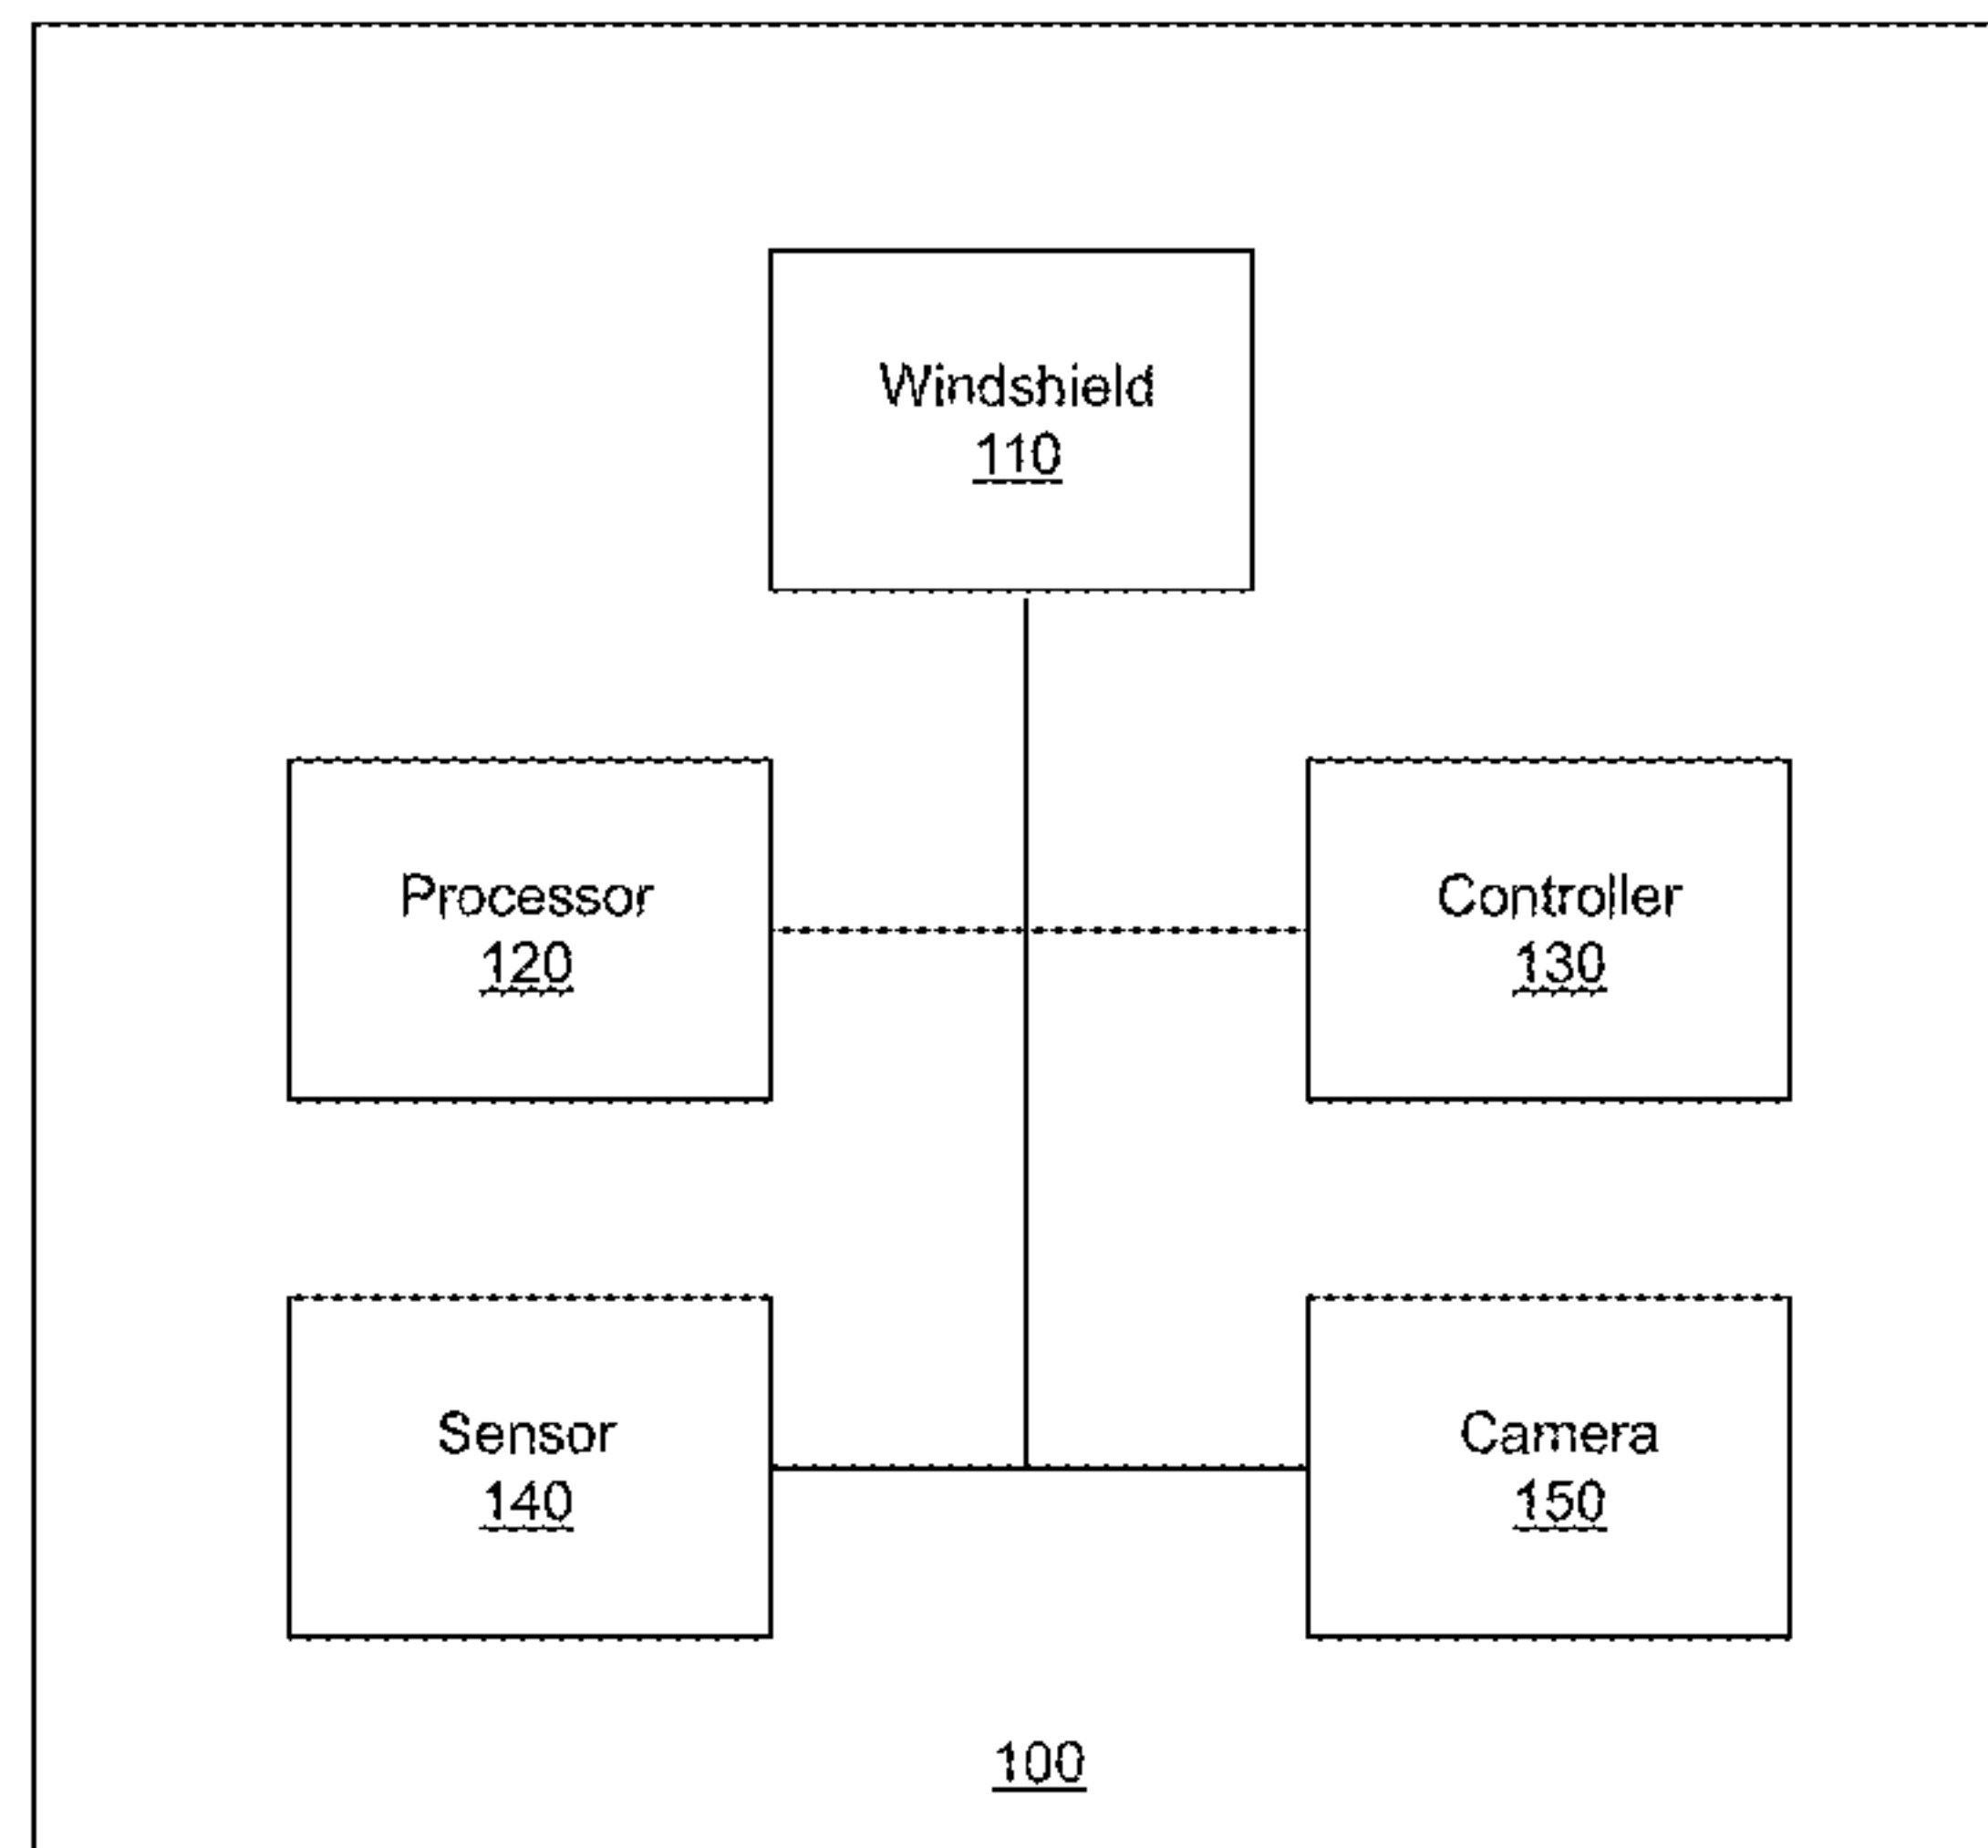 Windshield
110
Processor
120
Controller
130
Sensor
140
Camera
150
100